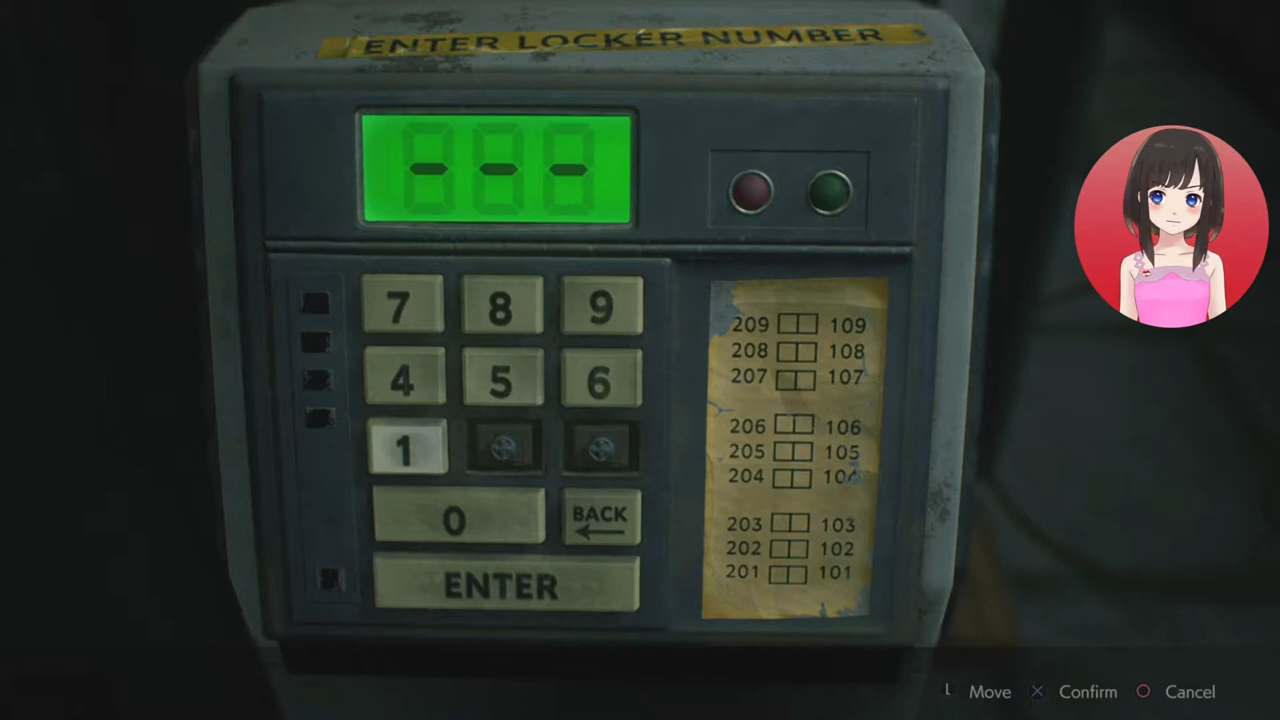 ENTER LOCKER NUMBER
---
7 8 9
4 5 6
1
0 BACK
ENTER
209 109
208 108
207 107
206 106
205 105
204 104
203 103
202 102
201 101
L Move X Confirm O Cancel